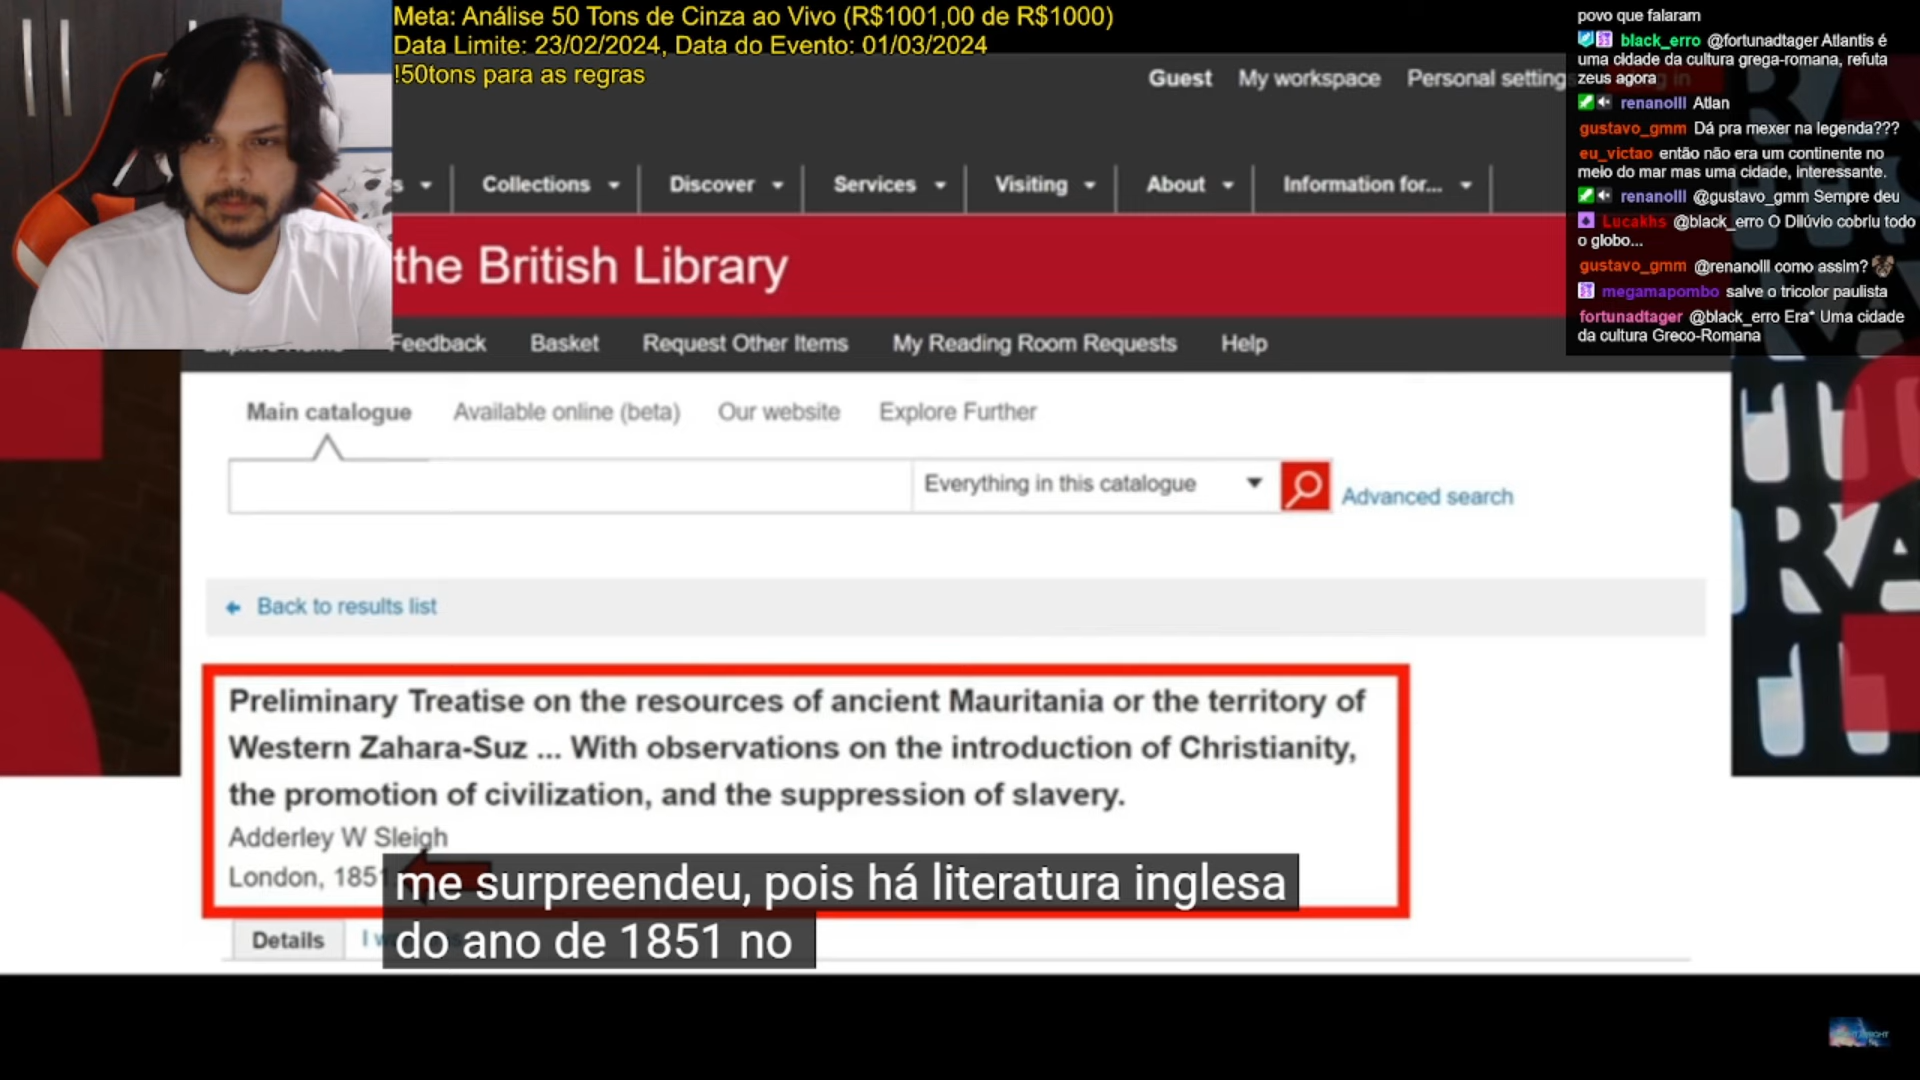 Meta: Análise 50 Tons de Cinza ao Vivo (R$1001,00 de R$1000)
Data Limite: 23/02/2024, Data do Evento: 01/03/2024
!50tons para as regras
povo que falaram
black_erro @fortunadtager Atlantis é
uma cidade da cultura grega-romana, refuta
zeus agora
renanolll Atlan
gustavo_gmm Dá pra mexer na legenda???
eu_victao então não era um continente no
meio do mar mas uma cidade, interessante.
renanolll @gustavo_gmm Sempre deu
Lucakhs @black_erro O Dilúvio cobriu todo
o globo...
gustavo_gmm @renanolll como assim?
megamapombo salve o tricolor paulista
fortunadtager @black_erro Era* Uma cidade
da cultura Greco-Romana
Guest My workspace Personal settings
s Collections Discover Services Visiting About Information for...
the British Library
Feedback Basket Request Other Items My Reading Room Requests Help
Main catalogue Available online (beta) Our website Explore Further
Everything in this catalogue Advanced search
Back to results list
Preliminary Treatise on the resources of ancient Mauritania or the territory of
Western Zahara-Suz ... With observations on the introduction of Christianity,
the promotion of civilization, and the suppression of slavery.
Adderley W Sleigh
London, 1851
me surpreendeu, pois há literatura inglesa
do ano de 1851 no
Details